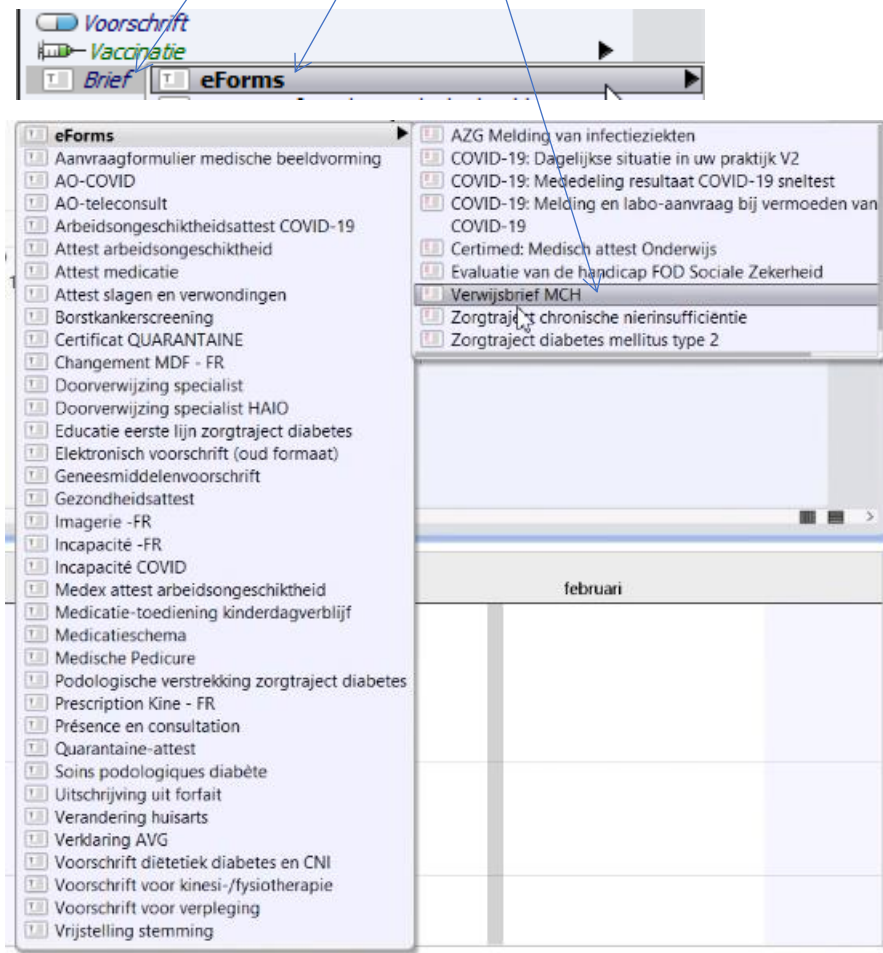 Voorschrift
Vaccinatie
Brief
eForms
eForms
Aanvraagformulier medische beeldvorming
AO-COVID
AO-teleconsult
Arbeidsongeschiktheidsattest COVID-19
Attest arbeidsongeschiktheid
Attest medicatie
Attest slagen en verwondingen
Borstkankerscreening
Certificat QUARANTAINE
Changement MDF - FR
Doorverwijzing specialist
Doorverwijzing specialist HAIO
Educatie eerste lijn zorgtraject diabetes
Elektronisch voorschrift (oud formaat)
Geneesmiddelenvoorschrift
Gezondheidsattest
Imagerie -FR
Incapacité -FR
Incapacité COVID
Medex attest arbeidsongeschiktheid
Medicatie-toediening kinderdagverblijf
Medicatieschema
Medische Pedicure
Podologische verstrekking zorgtraject diabetes
Prescription Kine - FR
Présence en consultation
Quarantaine-attest
Soins podologiques diabète
Uitschrijving uit forfait
Verandering huisarts
Verklaring AVG
Voorschrift diëtetiek diabetes en CNI
Voorschrift voor kinesi-/fysiotherapie
Voorschrift voor verpleging
Vrijstelling stemming
AZG Melding van infectieziekten
COVID-19: Dagelijkse situatie in uw praktijk V2
COVID-19: Mededeling resultaat COVID-19 sneltest
COVID-19: Melding en labo-aanvraag bij vermoeden van
COVID-19
Certimed: Medisch attest Onderwijs
Evaluatie van de handicap FOD Sociale Zekerheid
Verwijsbrief MCH
Zorgtraject chronische nierinsufficiëntie
Zorgtraject diabetes mellitus type 2
februari